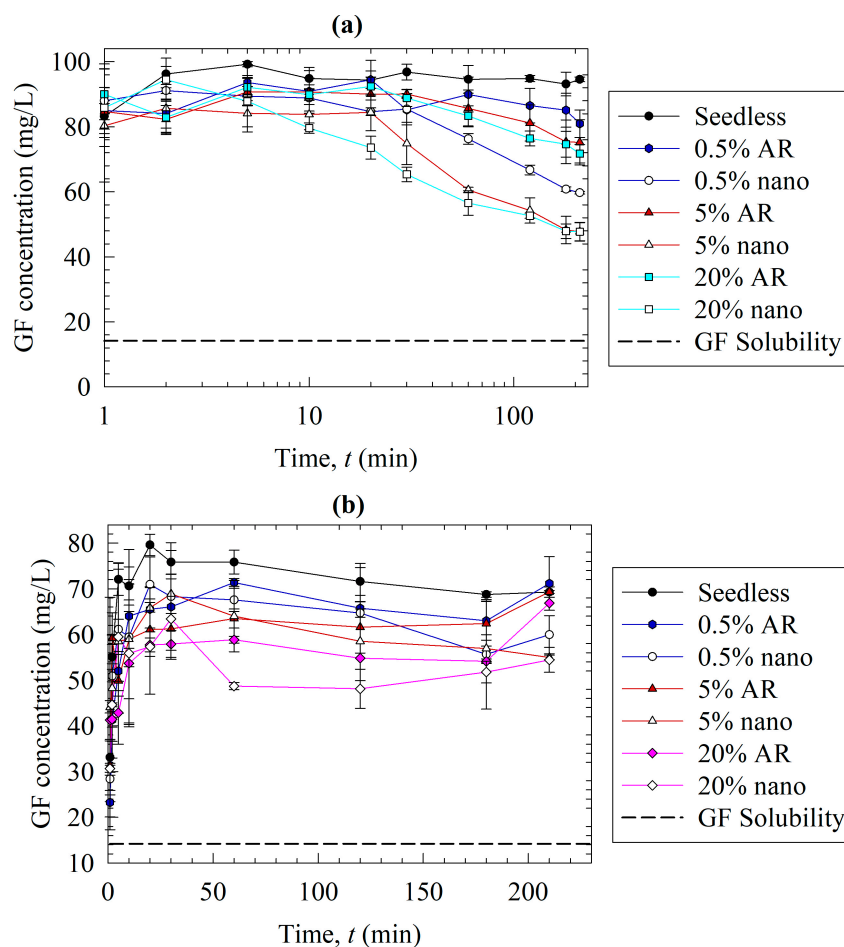 (a)
GF concentration (mg/L)
100
80
60
40
20
0
1
10
100
Time, t (min)
Seedless
0.5% AR
0.5% nano
5% AR
5% nano
20% AR
20% nano
GF Solubility
(b)
GF concentration (mg/L)
80
70
60
50
40
30
20
10
0
50
100
150
200
Time, t (min)
Seedless
0.5% AR
0.5% nano
5% AR
5% nano
20% AR
20% nano
GF Solubility